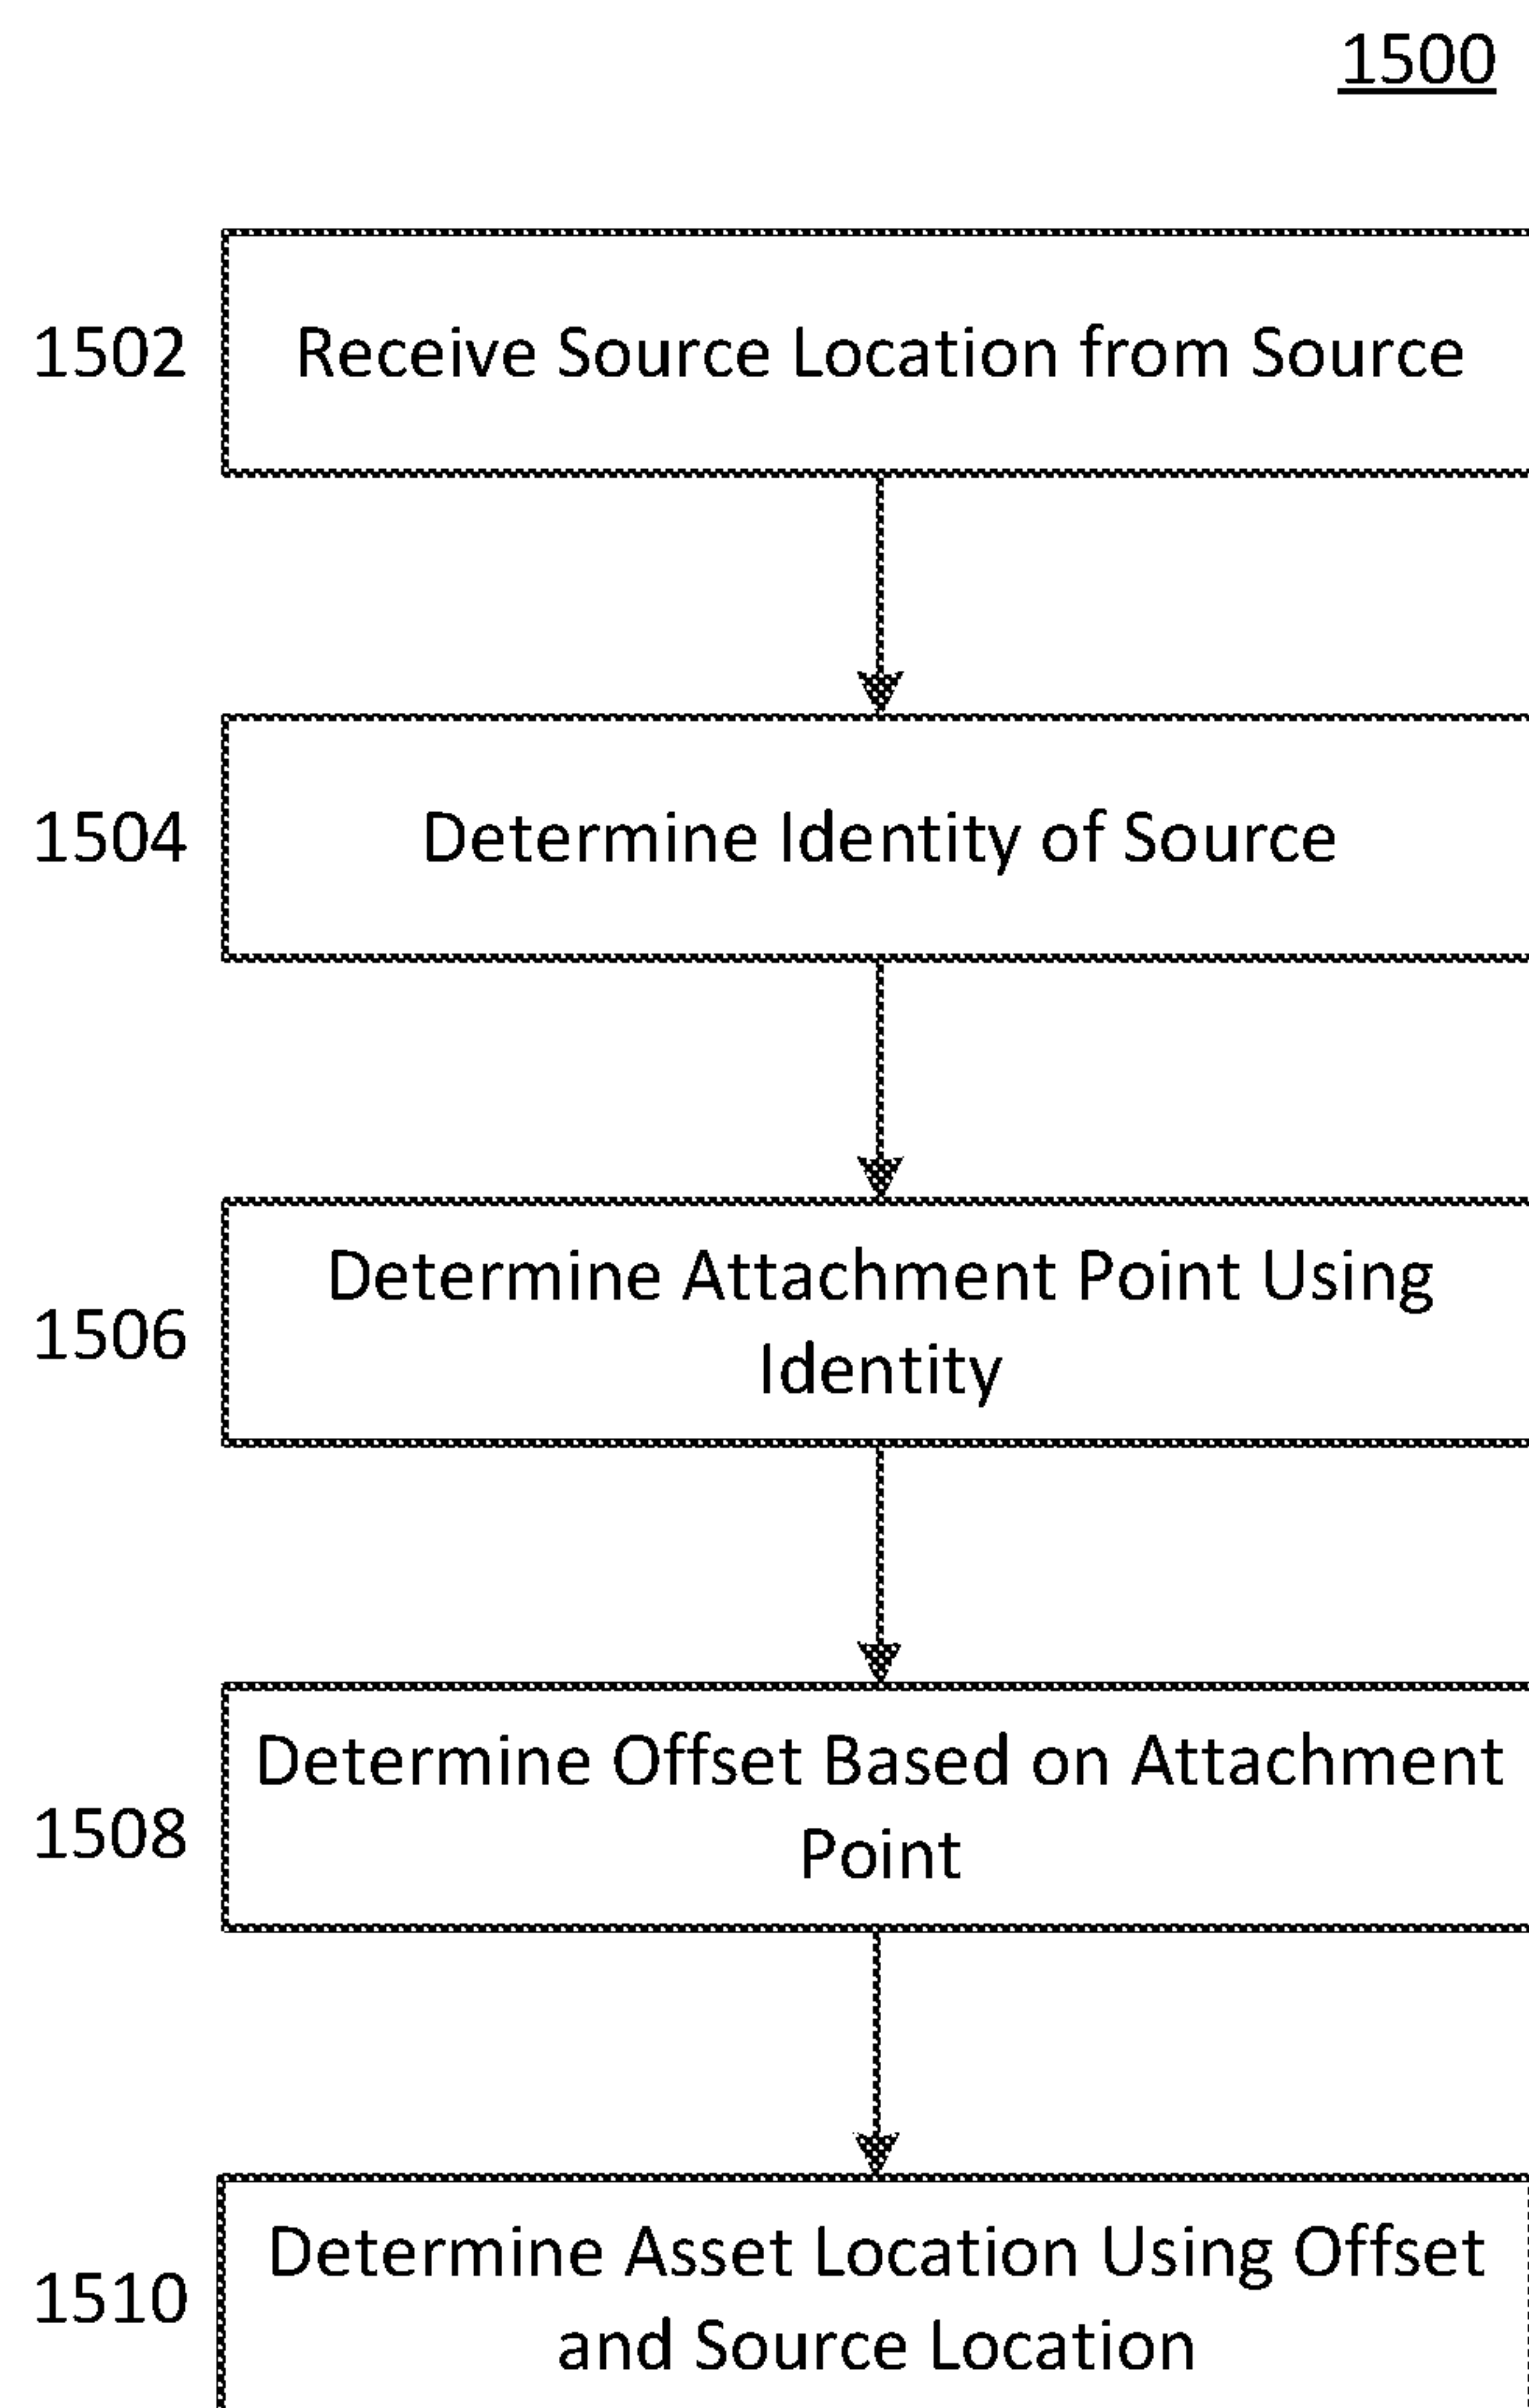 1500
1502
Receive Source Location from Source
1504
Determine Identity of Source
1506
Determine Attachment Point Using
Identity
1508
Determine Offset Based on Attachment
Point
1510
Determine Asset Location Using Offset
and Source Location